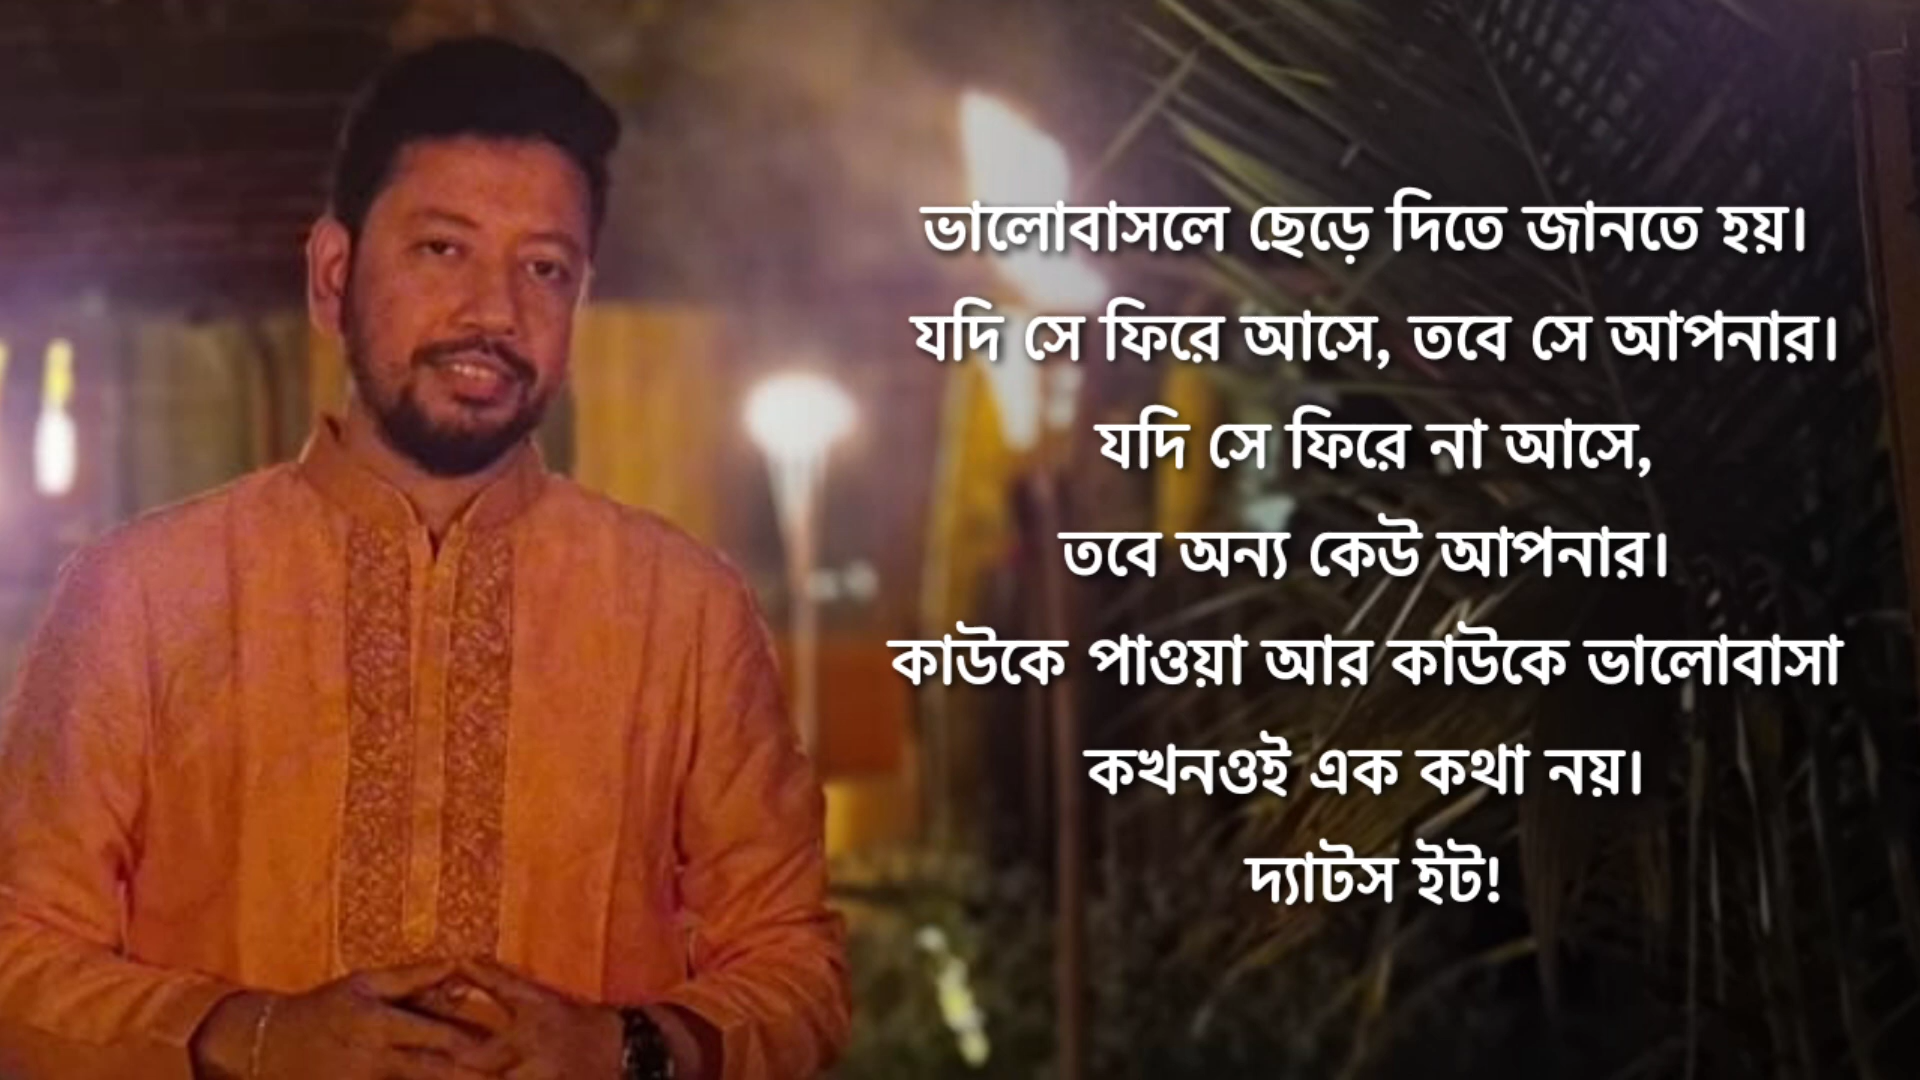 ভালোবাসলে ছেড়ে দিতে জানতে হয়।
যদি সে ফিরে আসে, তবে সে আপনার।
যদি সে ফিরে না আসে,
তবে অন্য কেউ আপনার।
কাউকে পাওয়া আর কাউকে ভালোবাসা
কখনওই এক কথা নয়।
দ্যাটস ইট!